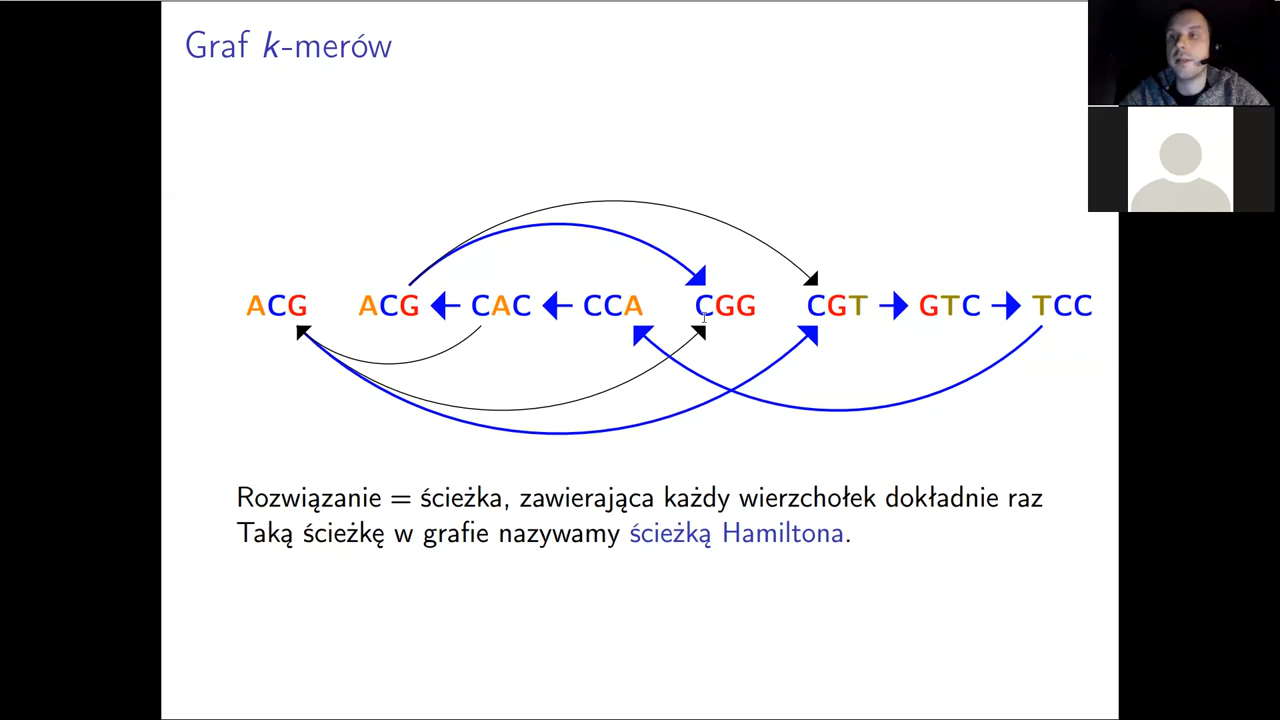 Graf k-merów
ACG ACG CAC CCA CGG CGT GTC TCC
Rozwiązanie = ścieżka, zawierająca każdy wierzchołek dokładnie raz
Taką ścieżkę w grafie nazywamy ścieżką Hamiltona.